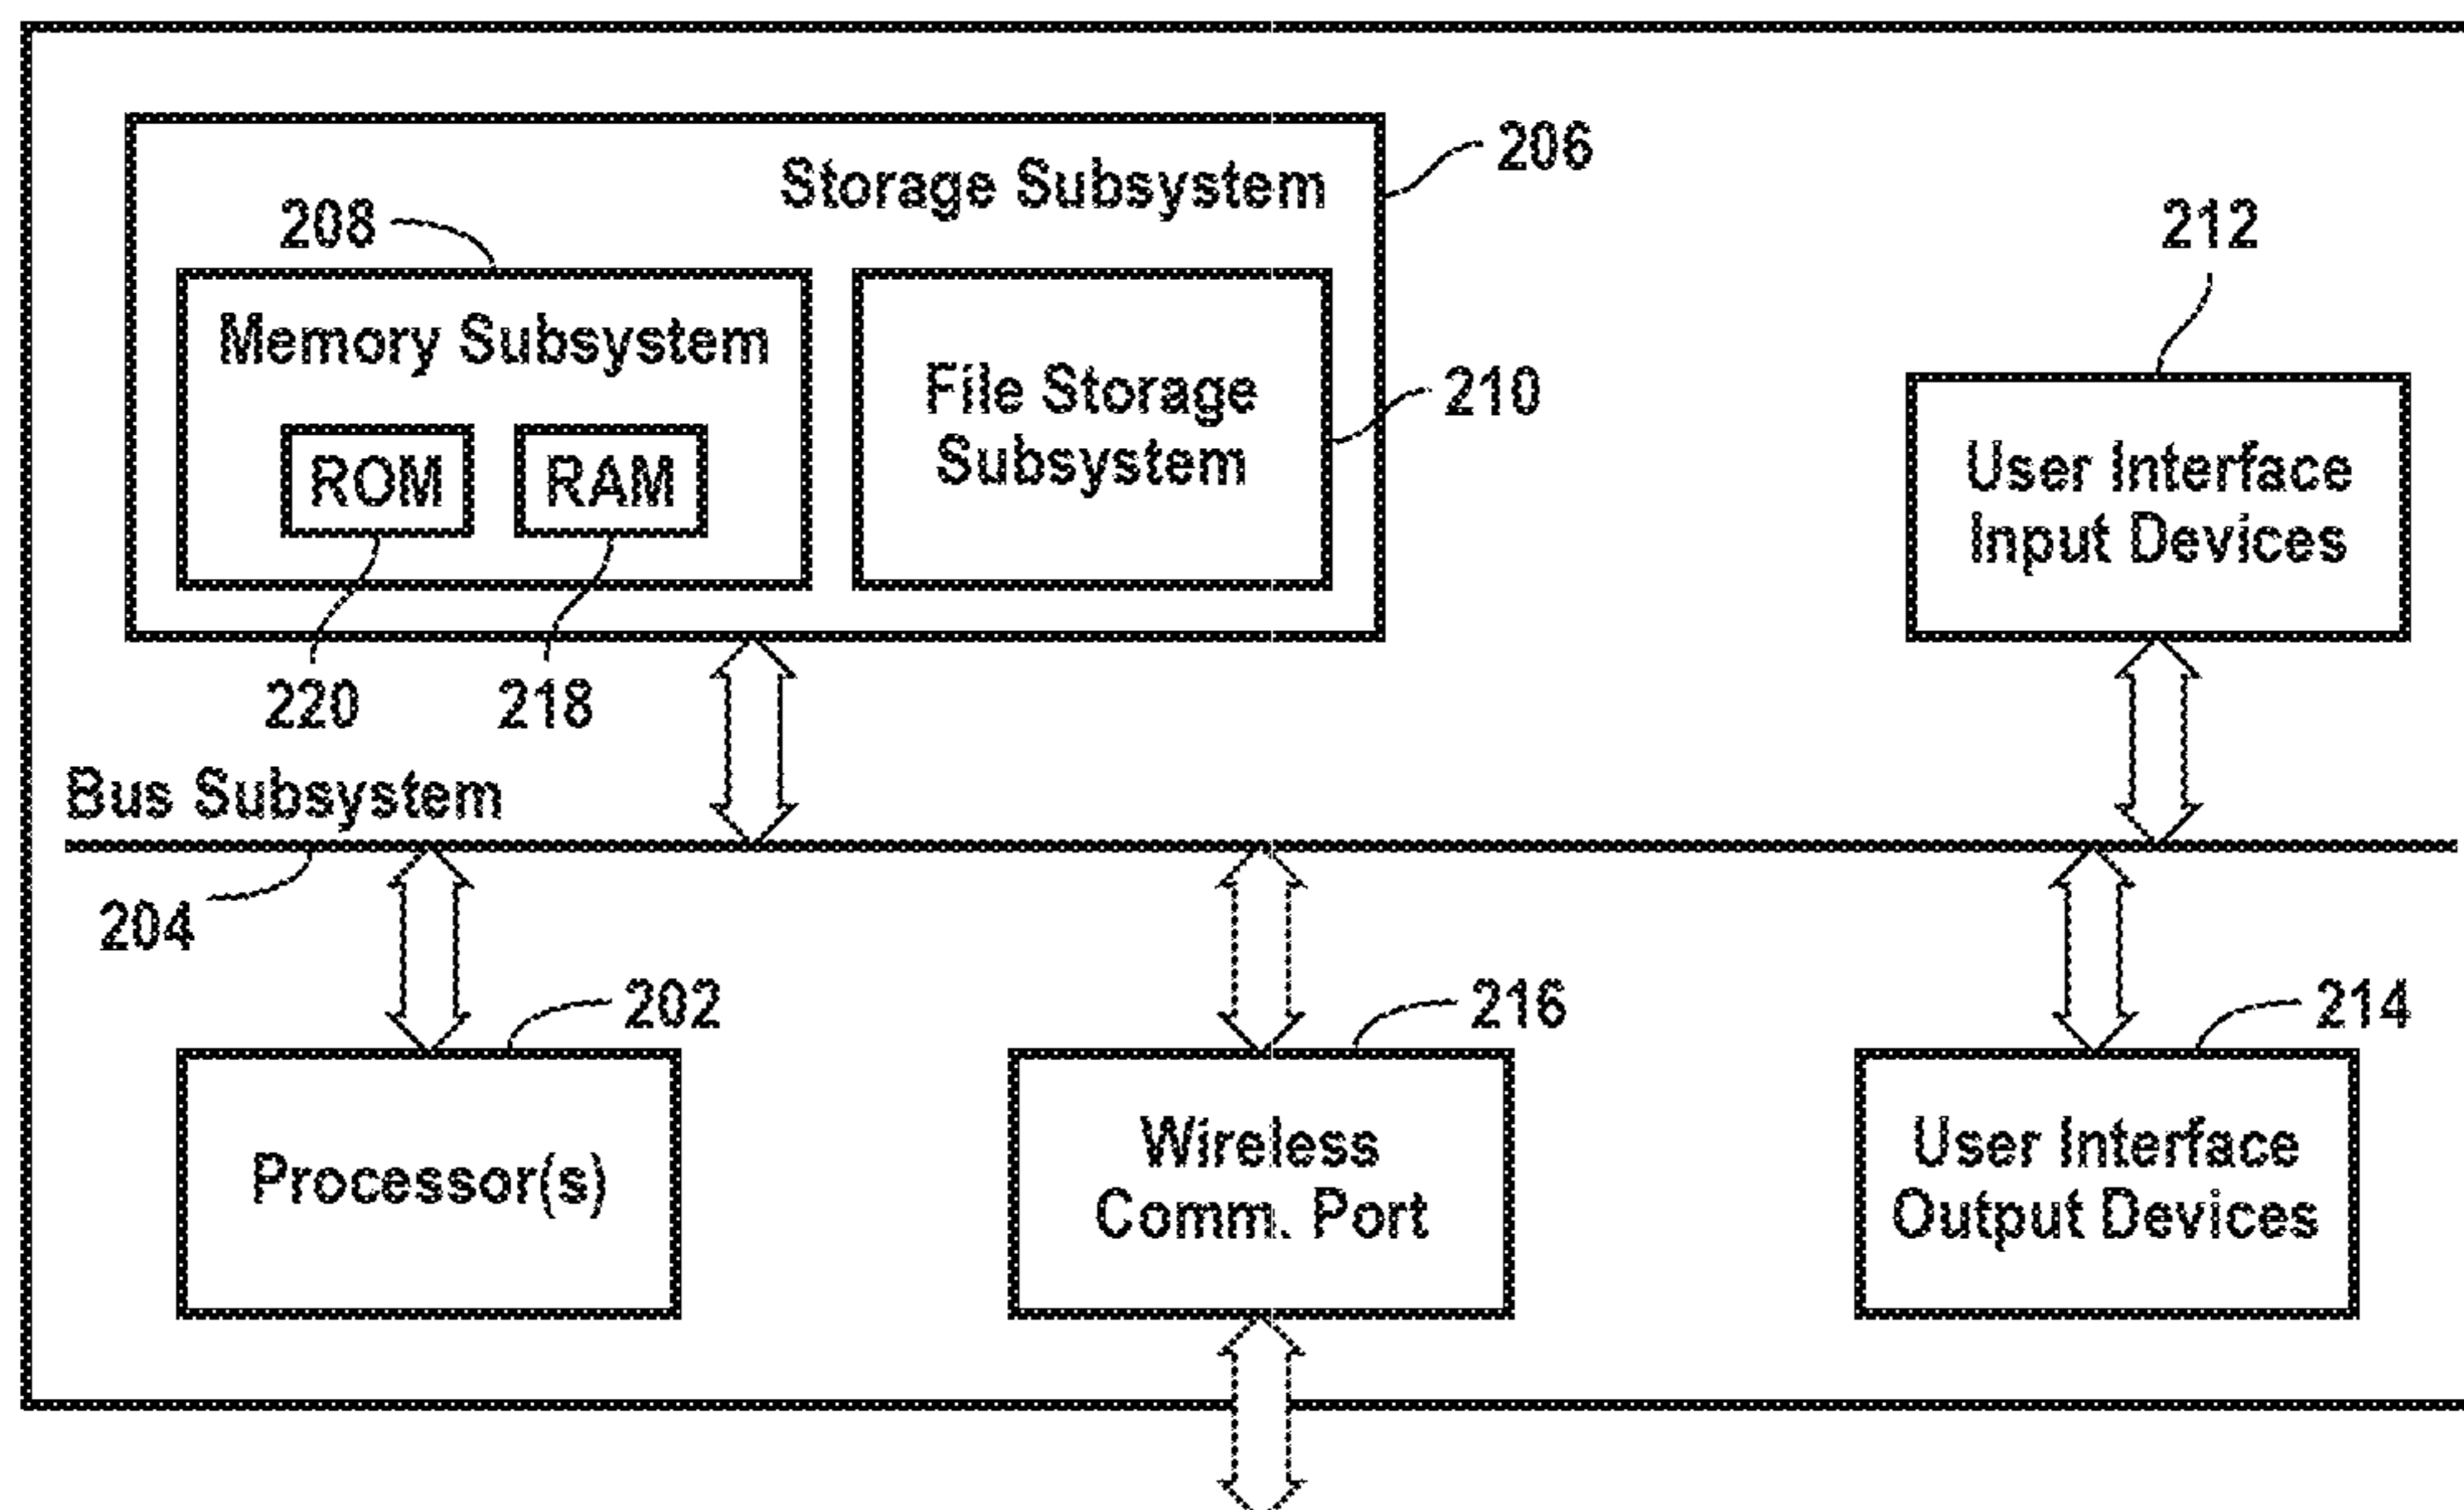 Storage Subsystem
206
208
Memory Subsystem
ROM
RAM
220
218
File Storage
Subsystem
210
212
User Interface
Input Devices
Bus Subsystem
204
202
Processor(s)
216
Wireless
Comm. Port
214
User Interface
Output Devices